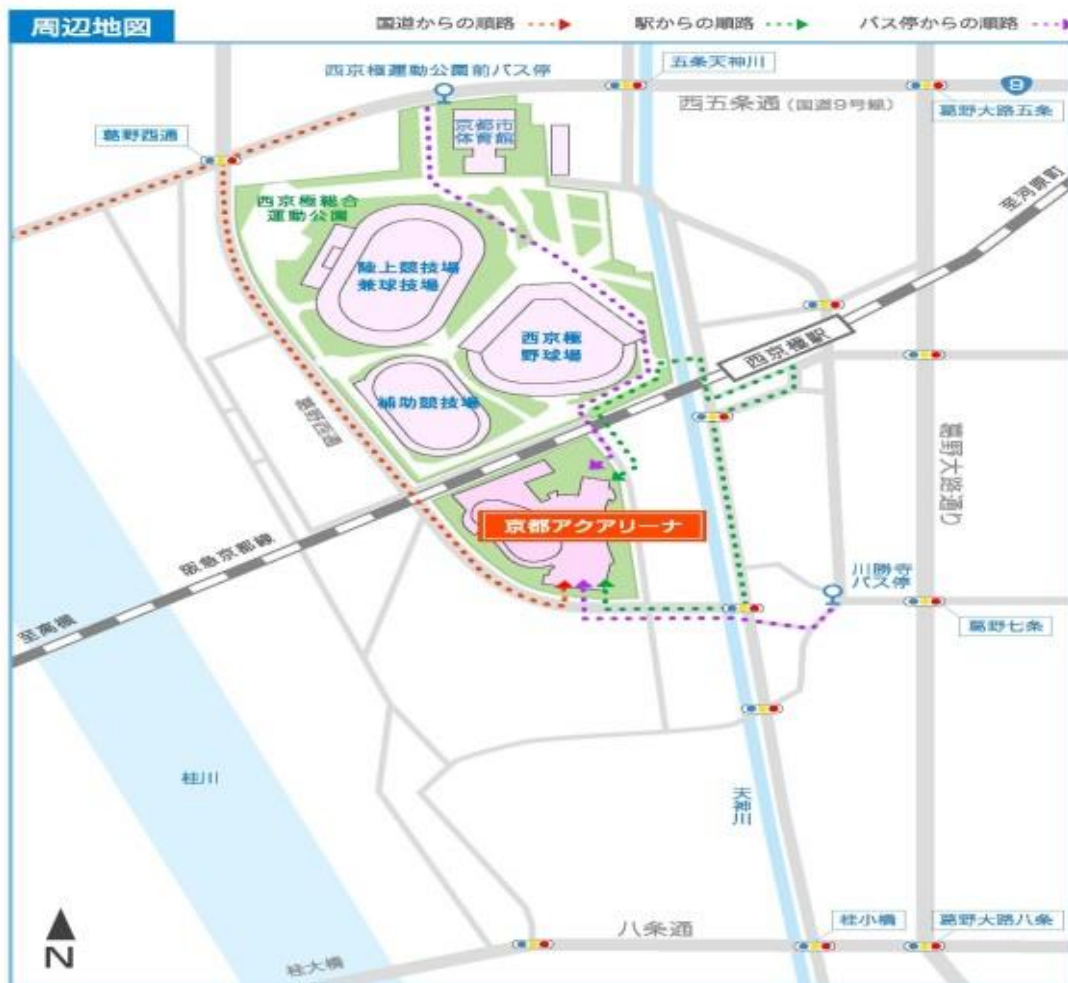 周辺地図
国道からの順路
駅からの順路
バス停からの順路
西京極運動公園前バス停
五条天神川
9
西五条通(国道9号線)
葛野大路五条
葛野西通
京都市
体育館
至河原町
西京極総合
運動公園
陸上競技場
兼球技場
西京極
野球場
西京極駅
補助競技場
葛野西通
葛野大路通り
京都アクアリーナ
阪急京都線
川勝寺
バス停
至高槻
葛野七条
桂川
天神川
八条通
桂小橋
葛野大路八条
桂大橋
N